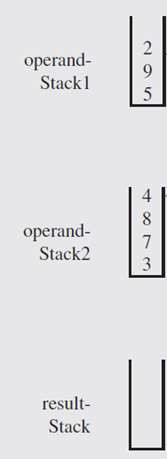 operand-
Stack1
2
9
5
operand-
Stack2
4
8
7
3
result-
Stack